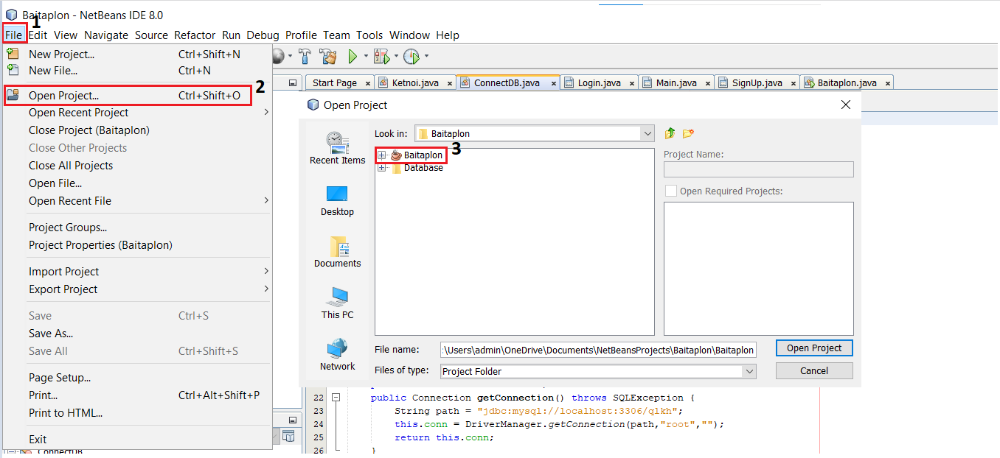 Baitaplon - NetBeans IDE 8.0
1
File Edit View Navigate Source Refactor Run Debug Profile Team Tools Window Help
New Project... Ctrl+Shift+N
New File... Ctrl+N
2
Open Project... Ctrl+Shift+O
Open Recent Project
Close Project (Baitaplon)
Close Other Projects
Close All Projects
Open File...
Open Recent File
Project Groups...
Project Properties (Baitaplon)
Import Project
Export Project
Save Ctrl+S
Save As...
Save All Ctrl+Shift+S
Page Setup...
Print... Ctrl+Alt+Shift+P
Print to HTML...
Exit
ConnectDB
Start Page Ketnoi.java ConnectDB.java Login.java Main.java SignUp.java Baitaplon.java
Open Project
Look in: Baitaplon
Recent Items
Desktop
Documents
This PC
Network
Baitaplon 3
Database
Project Name:
Open Required Projects:
File name: :\Users\admin\OneDrive\Documents\NetBeansProjects\Baitaplon\Baitaplon
Open Project
Files of type: Project Folder
Cancel
22 public Connection getConnection() throws SQLException {
23 String path = "jdbc:mysql://localhost:3306/qlkh";
24 this.conn = DriverManager.getConnection(path,"root","");
25 return this.conn;
26 }